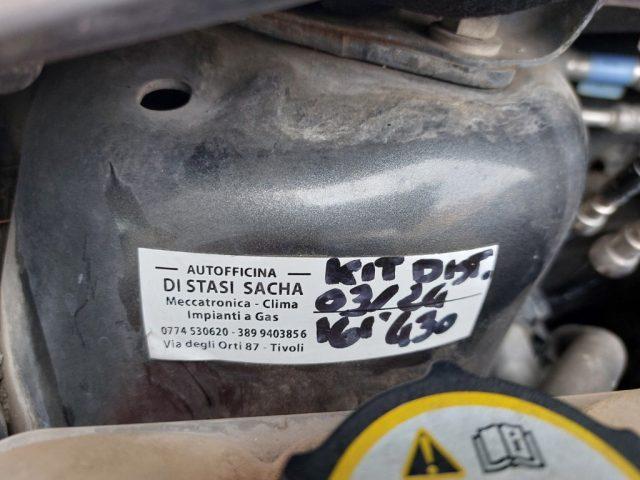 — AUTOFFICINA —
DI STASI SACHA
Meccatronica - Clima
Impianti a Gas
0774 530620 - 389 9403856
Via degli Orti 87 - Tivoli
KIT DIST.
03/24
161'430